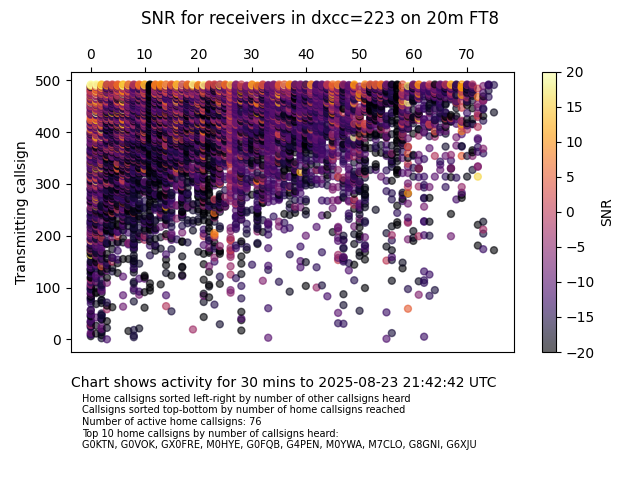 SNR for receivers in dxcc=223 on 20m FT8
0 10 20 30 40 50 60 70
500
400
300
200
100
0
Transmitting callsign
20
15
10
5
0
−5
−10
−15
−20
SNR
Chart shows activity for 30 mins to 2025-08-23 21:42:42 UTC
Home callsigns sorted left-right by number of other callsigns heard
Callsigns sorted top-bottom by number of home callsigns reached
Number of active home callsigns: 76
Top 10 home callsigns by number of callsigns heard:
G0KTN, G0VOK, GX0FRE, M0HYE, G0FQB, G4PEN, M0YWA, M7CLO, G8GNI, G6XJU